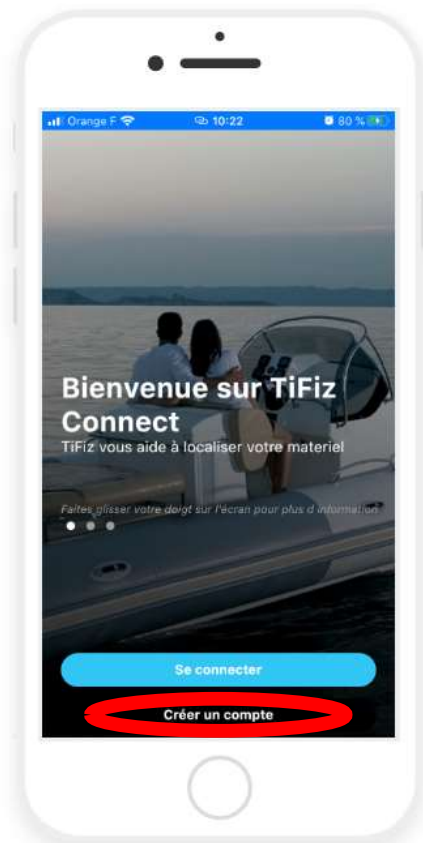 Orange F 10:22 80 %
Bienvenue sur TiFiz
Connect
TiFiz vous aide à localiser votre materiel
Faites glisser votre doigt sur l'écran pour plus d information
Se connecter
Créer un compte